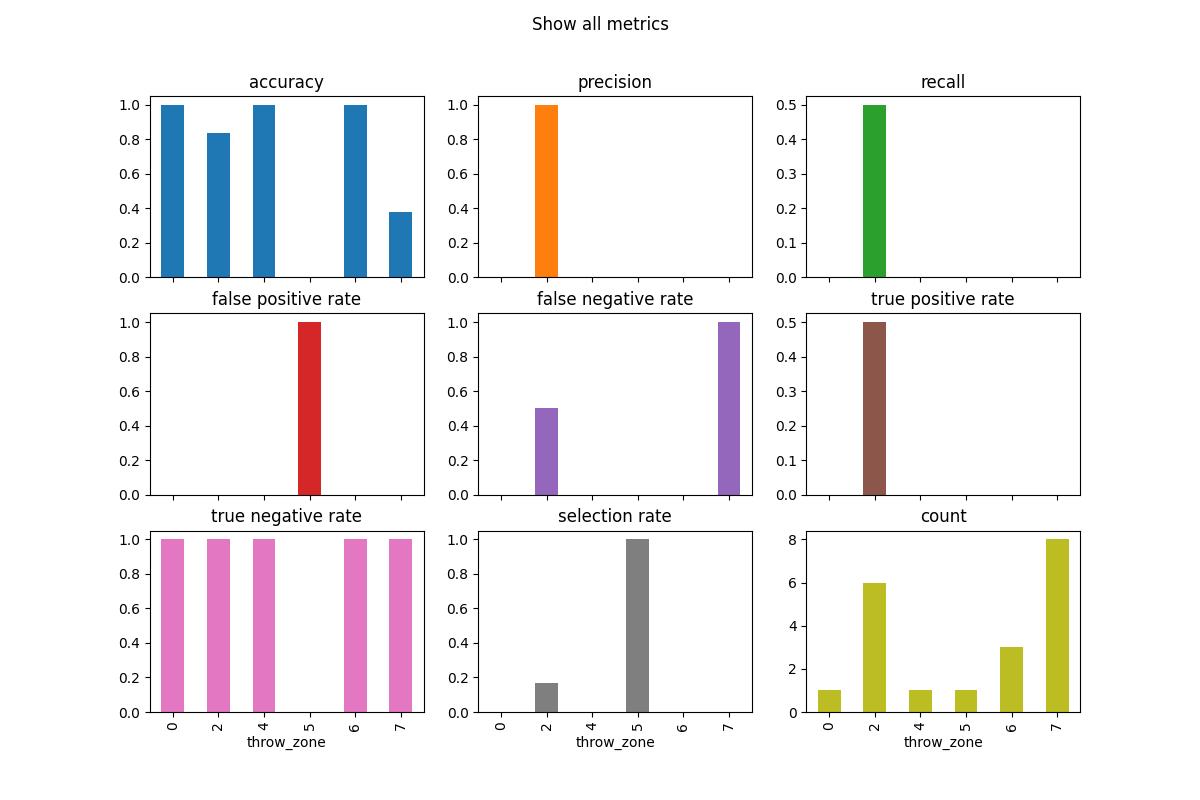 Show all metrics
accuracy precision recall
1.0 1.0 0.5
0.8 0.8 0.4
0.6 0.6 0.3
0.4 0.4 0.2
0.2 0.2 0.1
0.0 0.0 0.0
false positive rate false negative rate true positive rate
1.0 1.0 0.5
0.8 0.8 0.4
0.6 0.6 0.3
0.4 0.4 0.2
0.2 0.2 0.1
0.0 0.0 0.0
true negative rate selection rate count
1.0 1.0 8
0.8 0.8 6
0.6 0.6 4
0.4 0.4 2
0.2 0.2 0
0.0 0.0
0 2 4 5 6 7 0 2 4 5 6 7 0 2 4 5 6 7
throw_zone throw_zone throw_zone